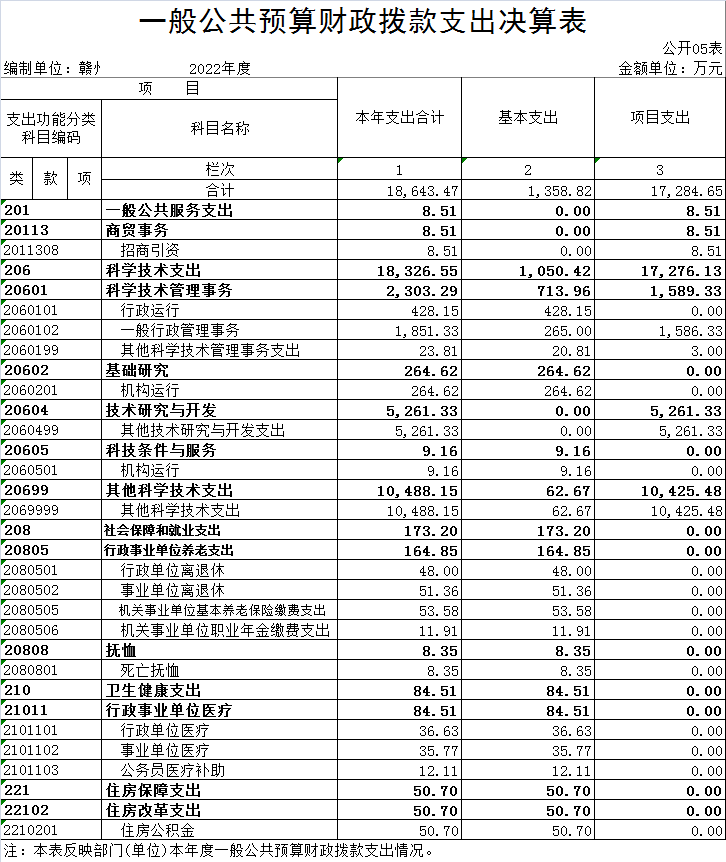 一般公共预算财政拨款支出决算表
公开05表
编制单位：赣 2022年度 金额单位：万元
项 目 本年支出合计 基本支出 项目支出
支出功能分类科目编码 科目名称
类 款 项 栏次 1 2 3
合计 18,643.47 1,358.82 17,284.65
201 一般公共服务支出 8.51 0.00 8.51
20113 商贸事务 8.51 0.00 8.51
2011308 招商引资 8.51 0.00 8.51
206 科学技术支出 18,326.55 1,050.42 17,276.13
20601 科学技术管理事务 2,303.29 713.96 1,589.33
2060101 行政运行 428.15 428.15 0.00
2060102 一般行政管理事务 1,851.33 265.00 1,586.33
2060199 其他科学技术管理事务支出 23.81 20.81 3.00
20602 基础研究 264.62 264.62 0.00
2060201 机构运行 264.62 264.62 0.00
20604 技术研究与开发 5,261.33 0.00 5,261.33
2060499 其他技术研究与开发支出 5,261.33 0.00 5,261.33
20605 科技条件与服务 9.16 9.16 0.00
2060501 机构运行 9.16 9.16 0.00
20699 其他科学技术支出 10,488.15 62.67 10,425.48
2069999 其他科学技术支出 10,488.15 62.67 10,425.48
208 社会保障和就业支出 173.20 173.20 0.00
20805 行政事业单位养老支出 164.85 164.85 0.00
2080501 行政单位离退休 48.00 48.00 0.00
2080502 事业单位离退休 51.36 51.36 0.00
2080505 机关事业单位基本养老保险缴费支出 53.58 53.58 0.00
2080506 机关事业单位职业年金缴费支出 11.91 11.91 0.00
20808 抚恤 8.35 8.35 0.00
2080801 死亡抚恤 8.35 8.35 0.00
210 卫生健康支出 84.51 84.51 0.00
21011 行政事业单位医疗 84.51 84.51 0.00
2101101 行政单位医疗 36.63 36.63 0.00
2101102 事业单位医疗 35.77 35.77 0.00
2101103 公务员医疗补助 12.11 12.11 0.00
221 住房保障支出 50.70 50.70 0.00
22102 住房改革支出 50.70 50.70 0.00
2210201 住房公积金 50.70 50.70 0.00
注：本表反映部门(单位)本年度一般公共预算财政拨款支出情况。